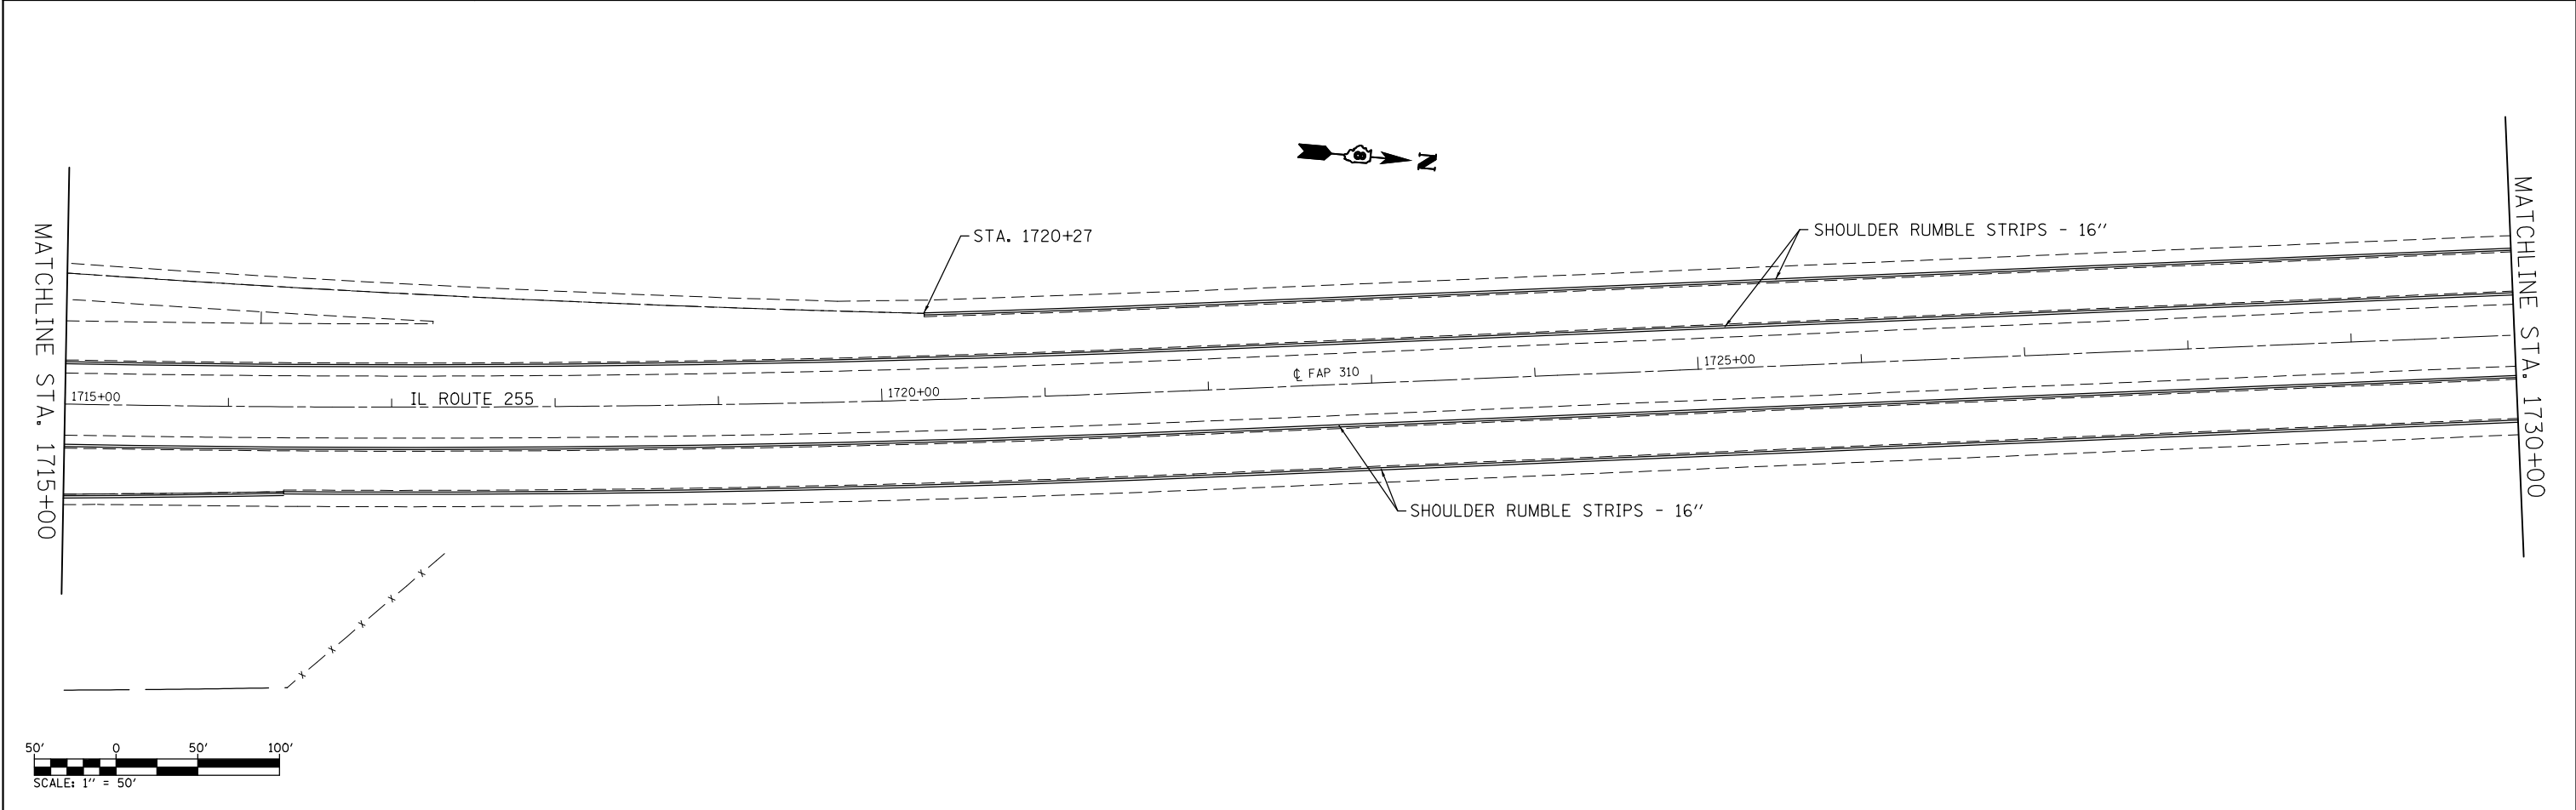 N
STA. 1720+27
SHOULDER RUMBLE STRIPS - 16"
MATCHLINE STA. 1715+00
MATCHLINE STA. 1730+00
1715+00
IL ROUTE 255
1720+00
℄ FAP 310
1725+00
SHOULDER RUMBLE STRIPS - 16"
x
x
x
x
x
50' 0 50' 100'
SCALE: 1" = 50'